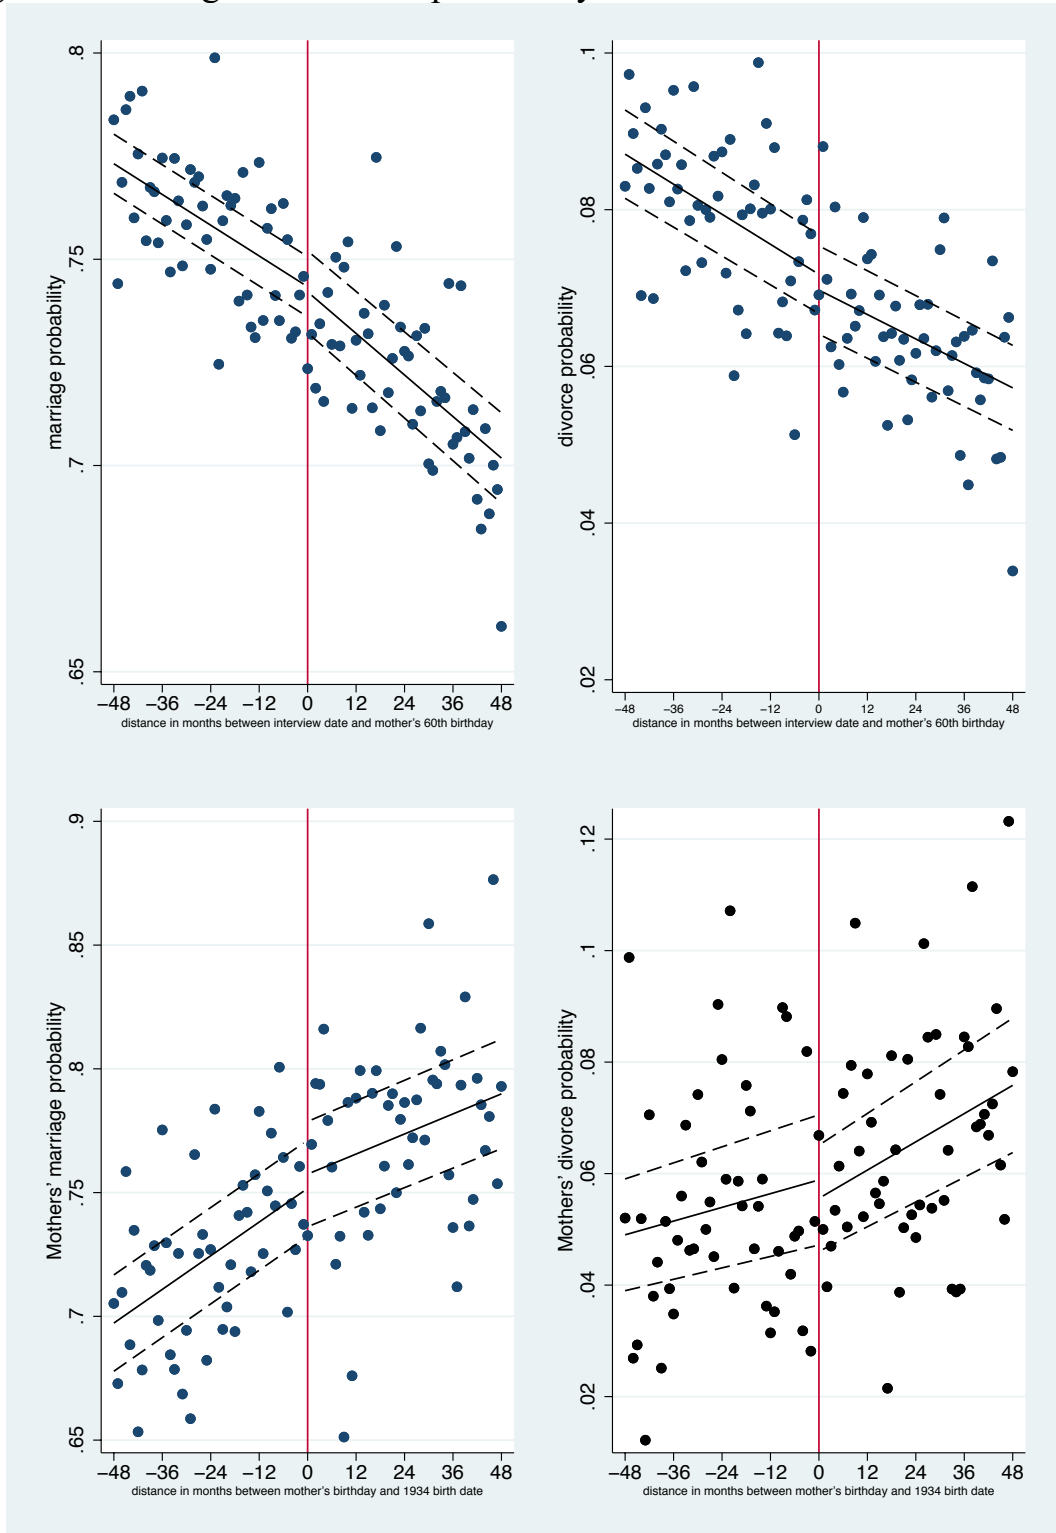 .8
.75
.7
.65
marriage probability
−48 −36 −24 −12 0 12 24 36 48
distance in months between interview date and mother's 60th birthday
.1
.08
.06
.04
.02
divorce probability
−48 −36 −24 −12 0 12 24 36 48
distance in months between interview date and mother's 60th birthday
.9
.85
.8
.75
.7
.65
Mothers' marriage probability
−48 −36 −24 −12 0 12 24 36 48
distance in months between mother's birthday and 1934 birth date
.12
.1
.08
.06
.04
.02
Mothers' divorce probability
−48 −36 −24 −12 0 12 24 36 48
distance in months between mother's birthday and 1934 birth date